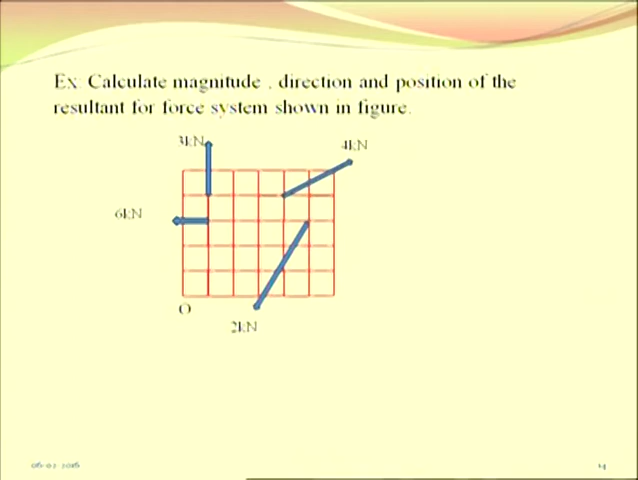 Ex: Calculate magnitude , direction and position of the
resultant for force system shown in figure.
3kN
4kN
6kN
O
2kN
06-02-2016
14